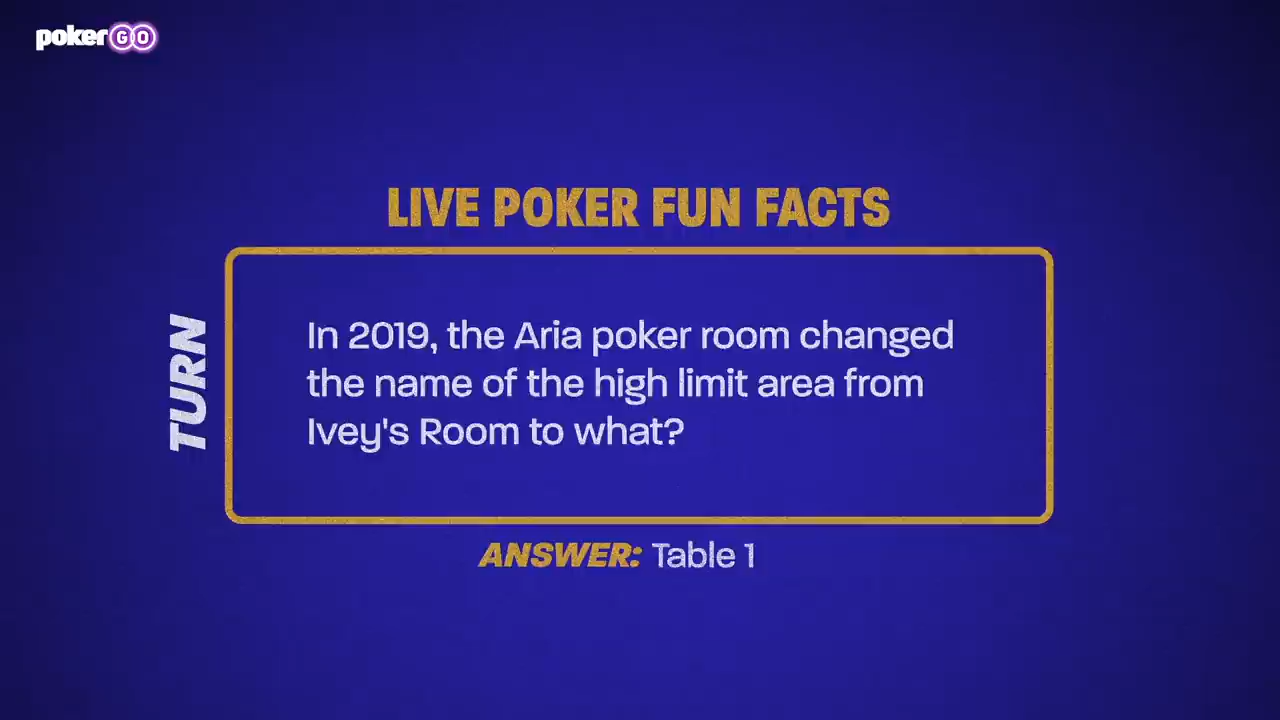 pokerGO
LIVE POKER FUN FACTS
TURN
In 2019, the Aria poker room changed
the name of the high limit area from
Ivey's Room to what?
ANSWER: Table 1